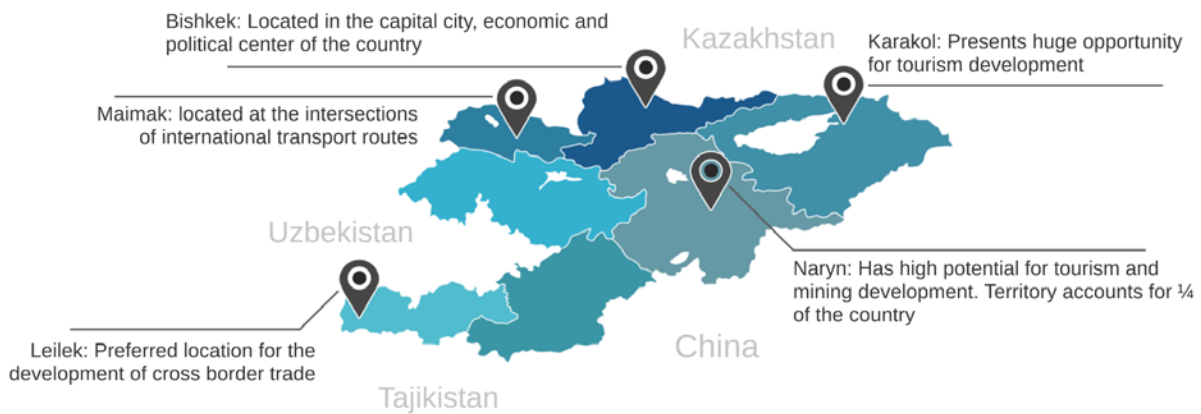 Bishkek: Located in the capital city, economic and
political center of the country
Kazakhstan
Karakol: Presents huge opportunity
for tourism development
Maimak: located at the intersections
of international transport routes
Uzbekistan
Naryn: Has high potential for tourism and
mining development. Territory accounts for ¼
of the country
Leilek: Preferred location for the
development of cross border trade
China
Tajikistan